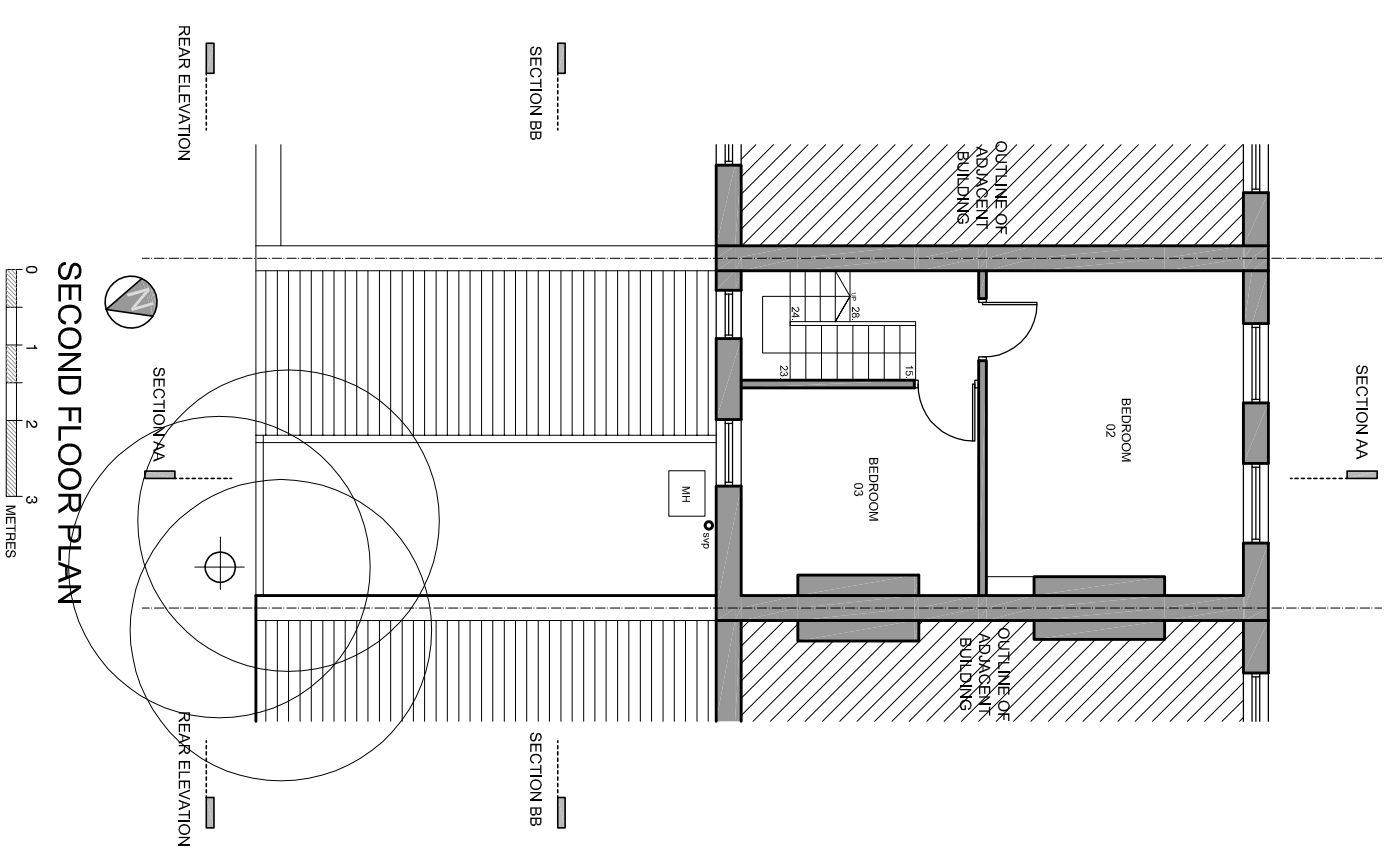 SECTION AA
OUTLINE OF
ADJACENT
BUILDING
OUTLINE OF
ADJACENT
BUILDING
BEDROOM
02
BEDROOM
03
UP
28.
24.
15.
23.
svp
MH
SECTION BB
SECTION BB
REAR ELEVATION
SECTION AA
REAR ELEVATION
N
SECOND FLOOR PLAN
0 1 2 3
METRES